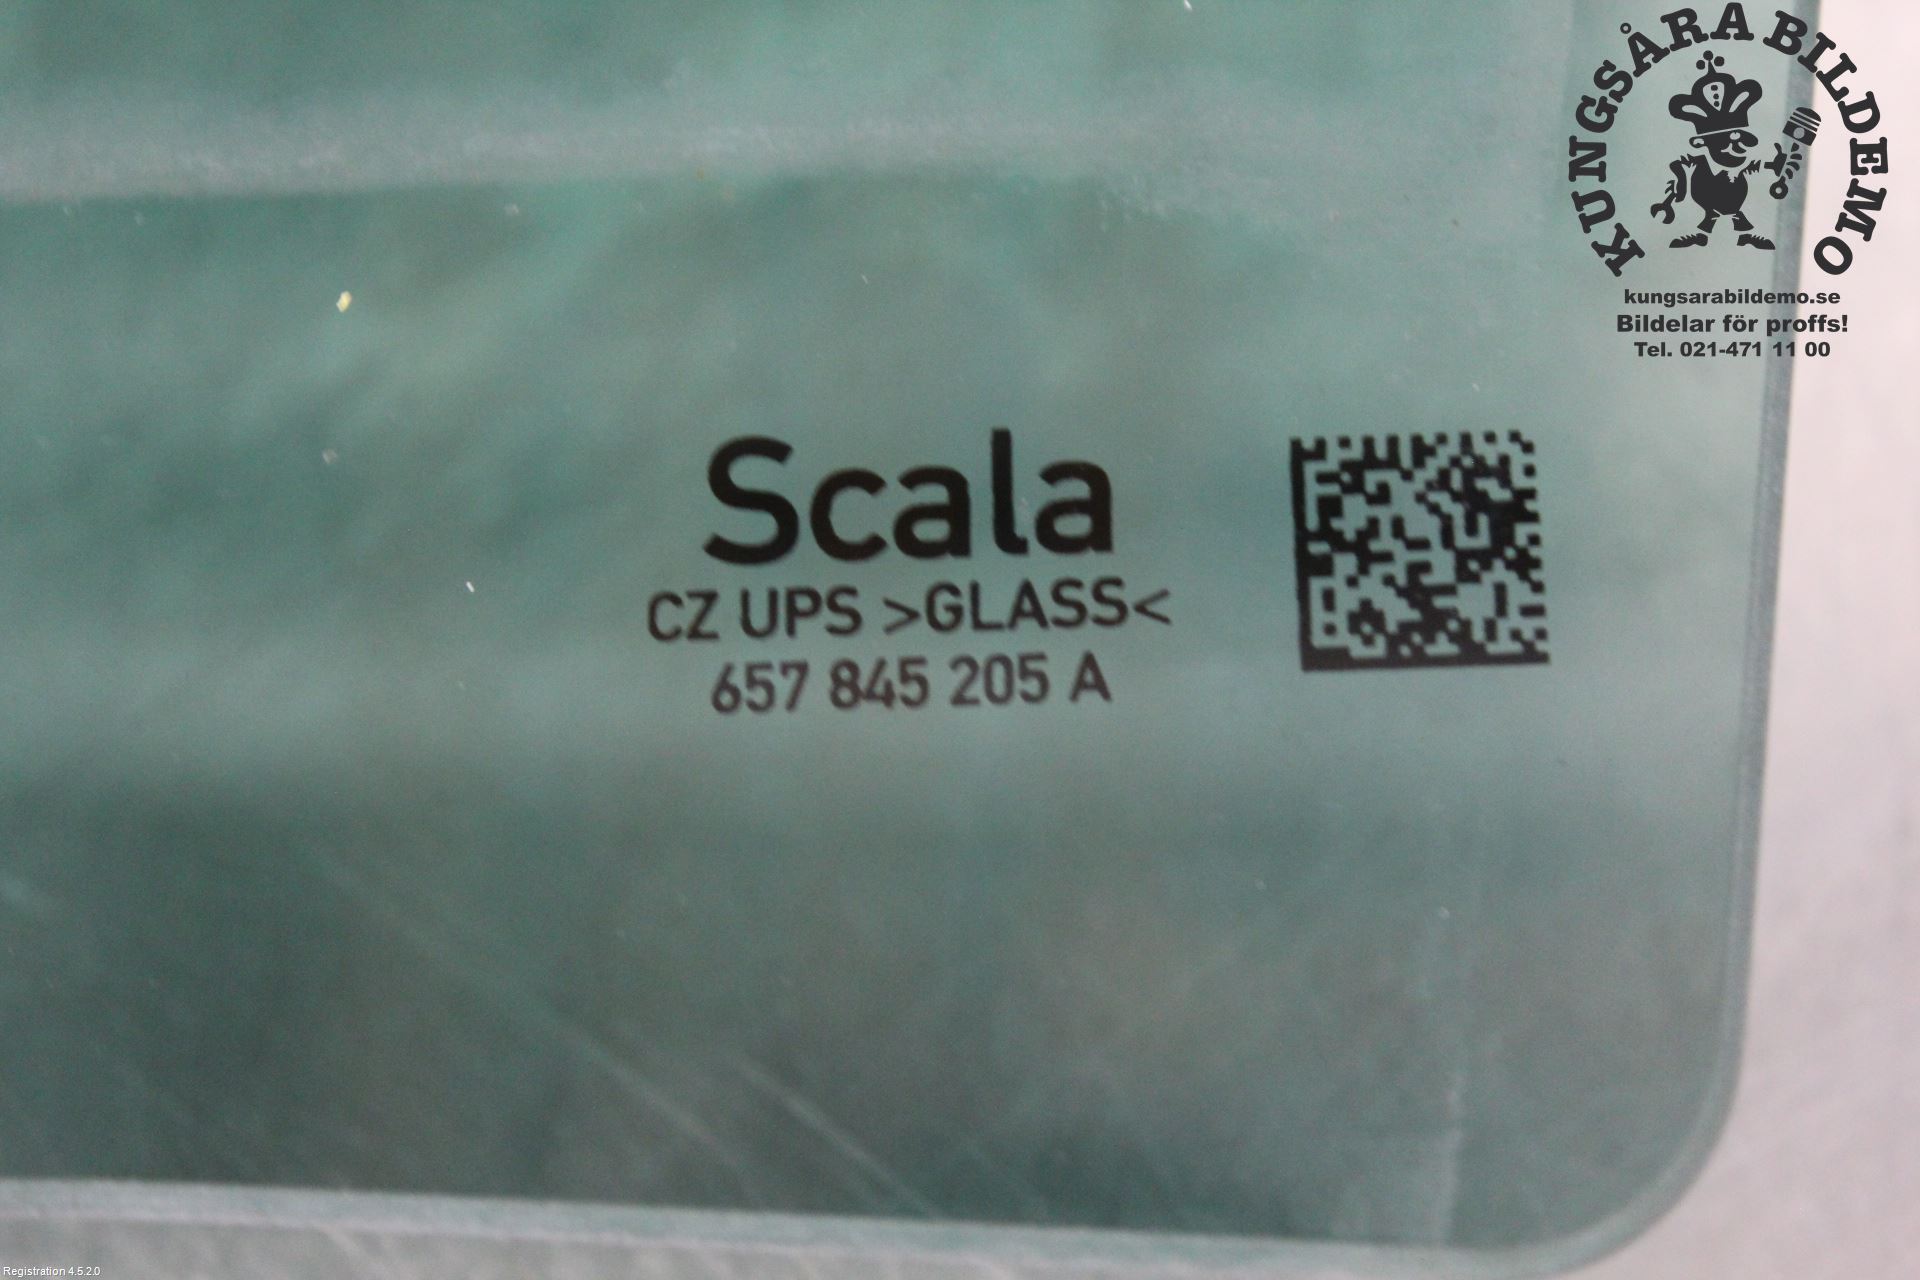 KUNGSÅRA BILDEMO
kungsarabildemo.se
Bildelar för proffs!
Tel. 021-471 11 00
Scala
CZ UPS >GLASS<
657 845 205 A
Registration 4.5.2.0